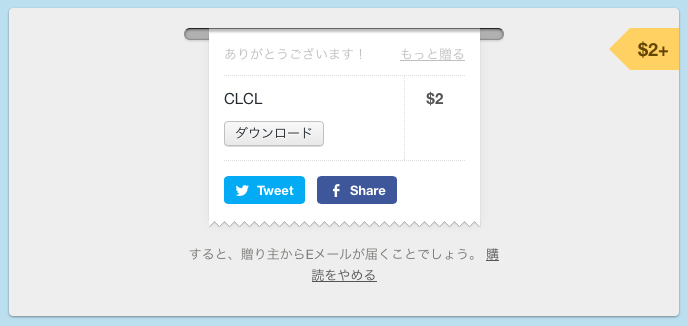 $2+
ありがとうございます！ もっと贈る
CLCL $2
ダウンロード
Tweet Share
すると、贈り主からEメールが届くことでしょう。 購
読をやめる